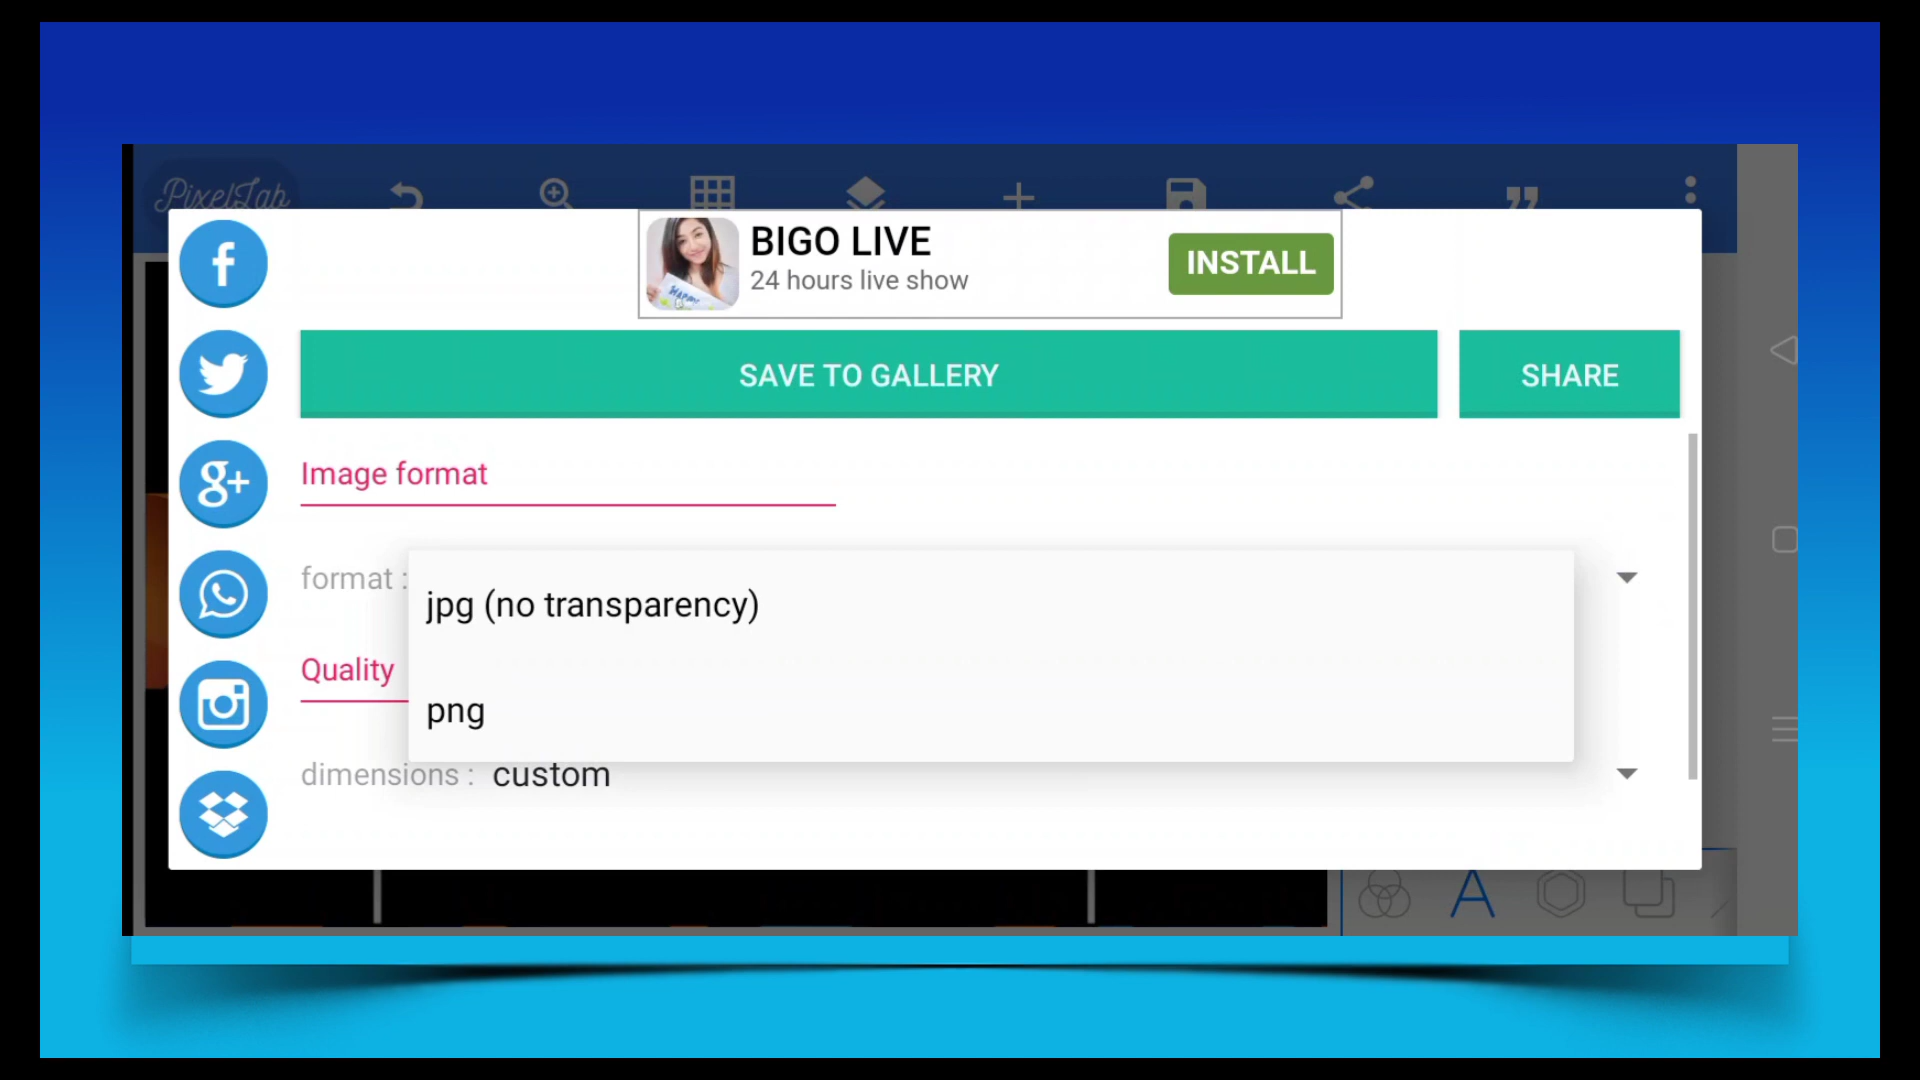 PixelLab
BIGO LIVE
24 hours live show
INSTALL
SAVE TO GALLERY
SHARE
Image format
format :
jpg (no transparency)
Quality
png
dimensions : custom